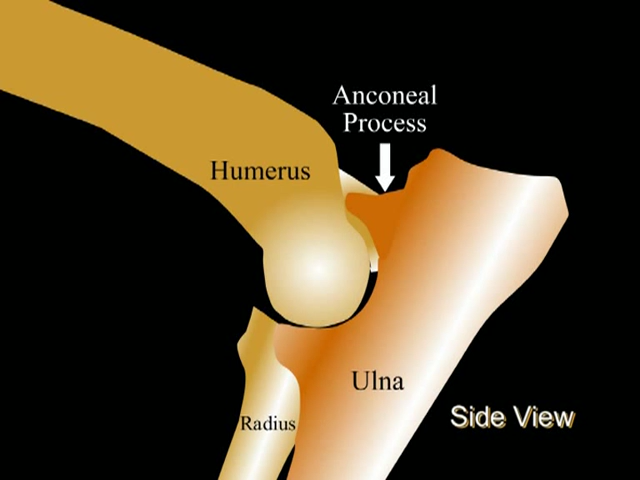 Anconeal
Process
Humerus
Ulna
Radius
Side View